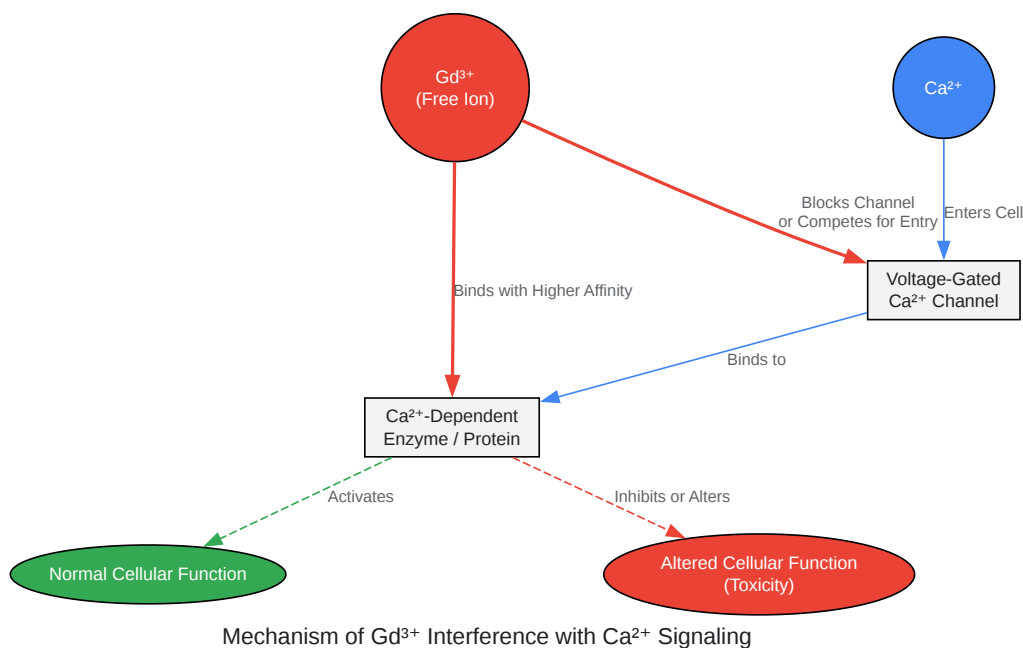 Gd³⁺
(Free Ion)
Ca²⁺
Blocks Channel
or Competes for Entry
Enters Cell
Voltage-Gated
Ca²⁺ Channel
Binds with Higher Affinity
Binds to
Ca²⁺-Dependent
Enzyme / Protein
Activates
Inhibits or Alters
Normal Cellular Function
Altered Cellular Function
(Toxicity)
Mechanism of Gd³⁺ Interference with Ca²⁺ Signaling